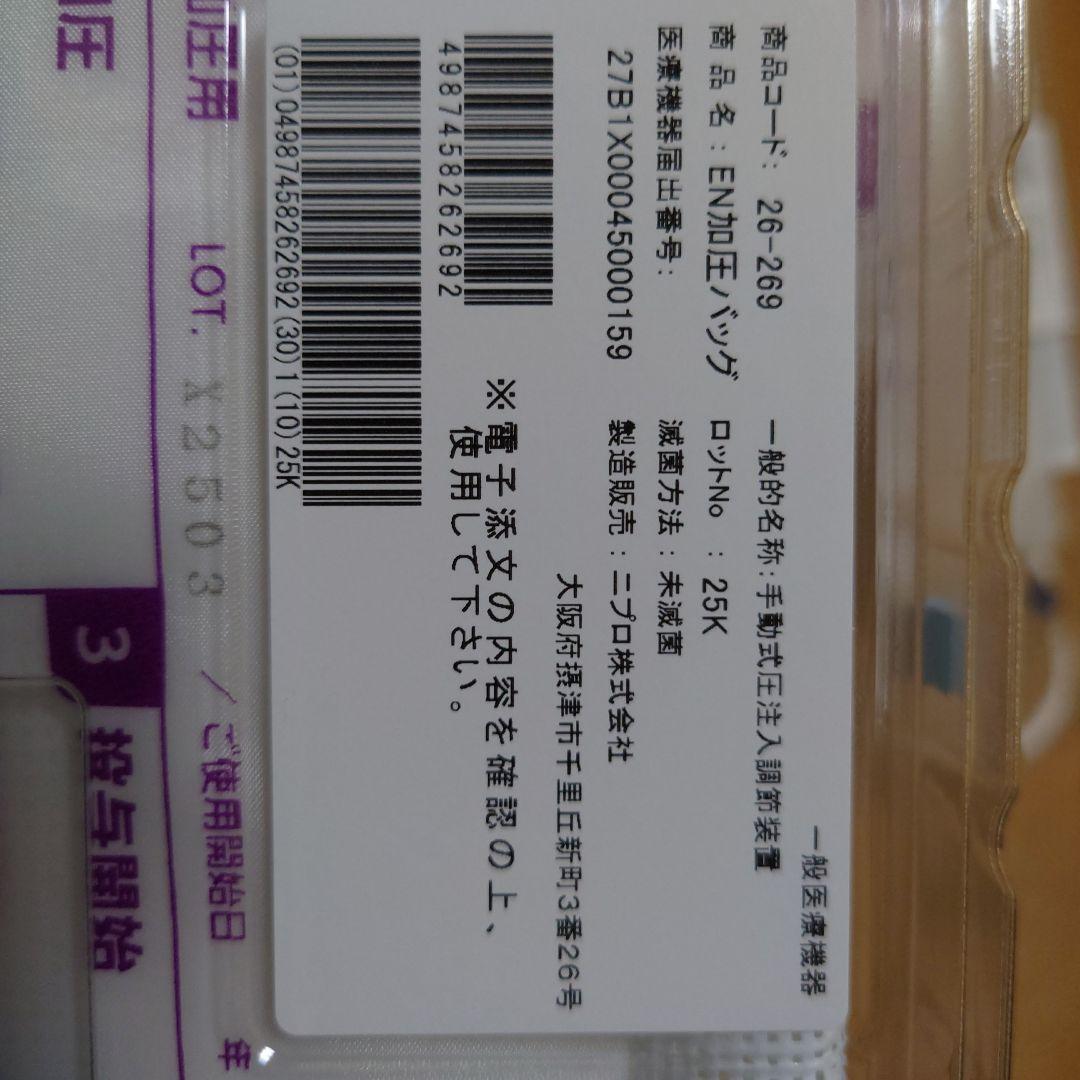 一般医療機器
商品コード: 26-269
一般的名称:手動式圧注入調節装置
商品名:EN加圧バッグ
ロットNo :25K
医療機器届出番号:
滅菌方法:未滅菌
27B1X00045000159
製造販売:ニプロ株式会社
大阪府摂津市千里丘新町3番26号
4987458262692
※電子添文の内容を確認の上、
使用して下さい。
(01)04987458262692(30)1(10)25K
加圧用
LOT. X2503 /ご使用開始日 年
加圧
3 投与開始